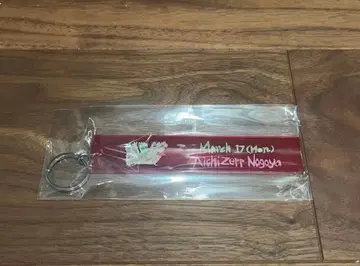 March 17 (Mon)
Aichi Zepp Nagoya